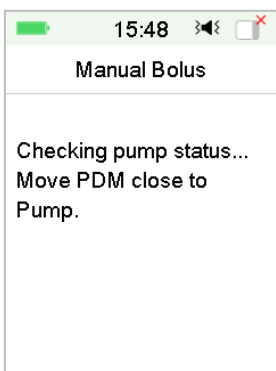 15:48
Manual Bolus
Checking pump status...
Move PDM close to
Pump.